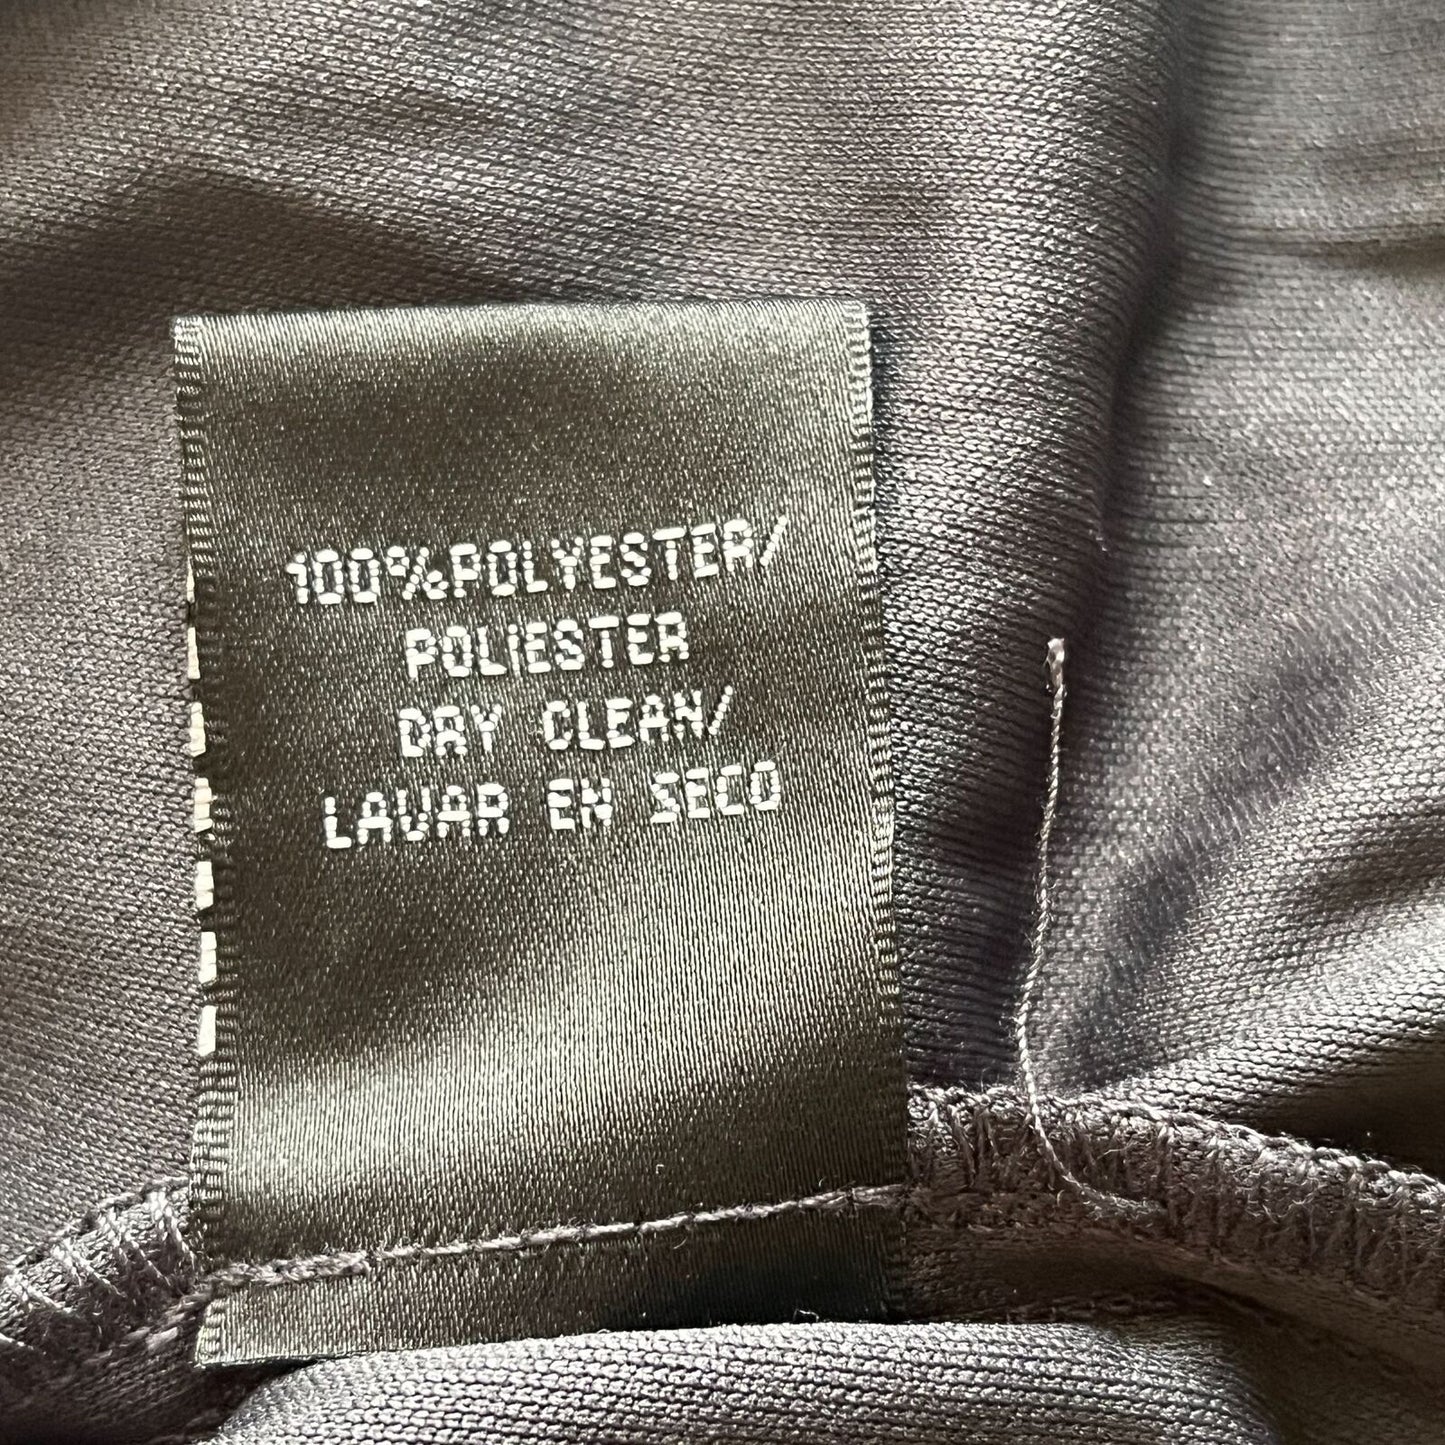 100%POLYESTER/
POLIESTER
DRY CLEAN/
LAVAR EN SECO